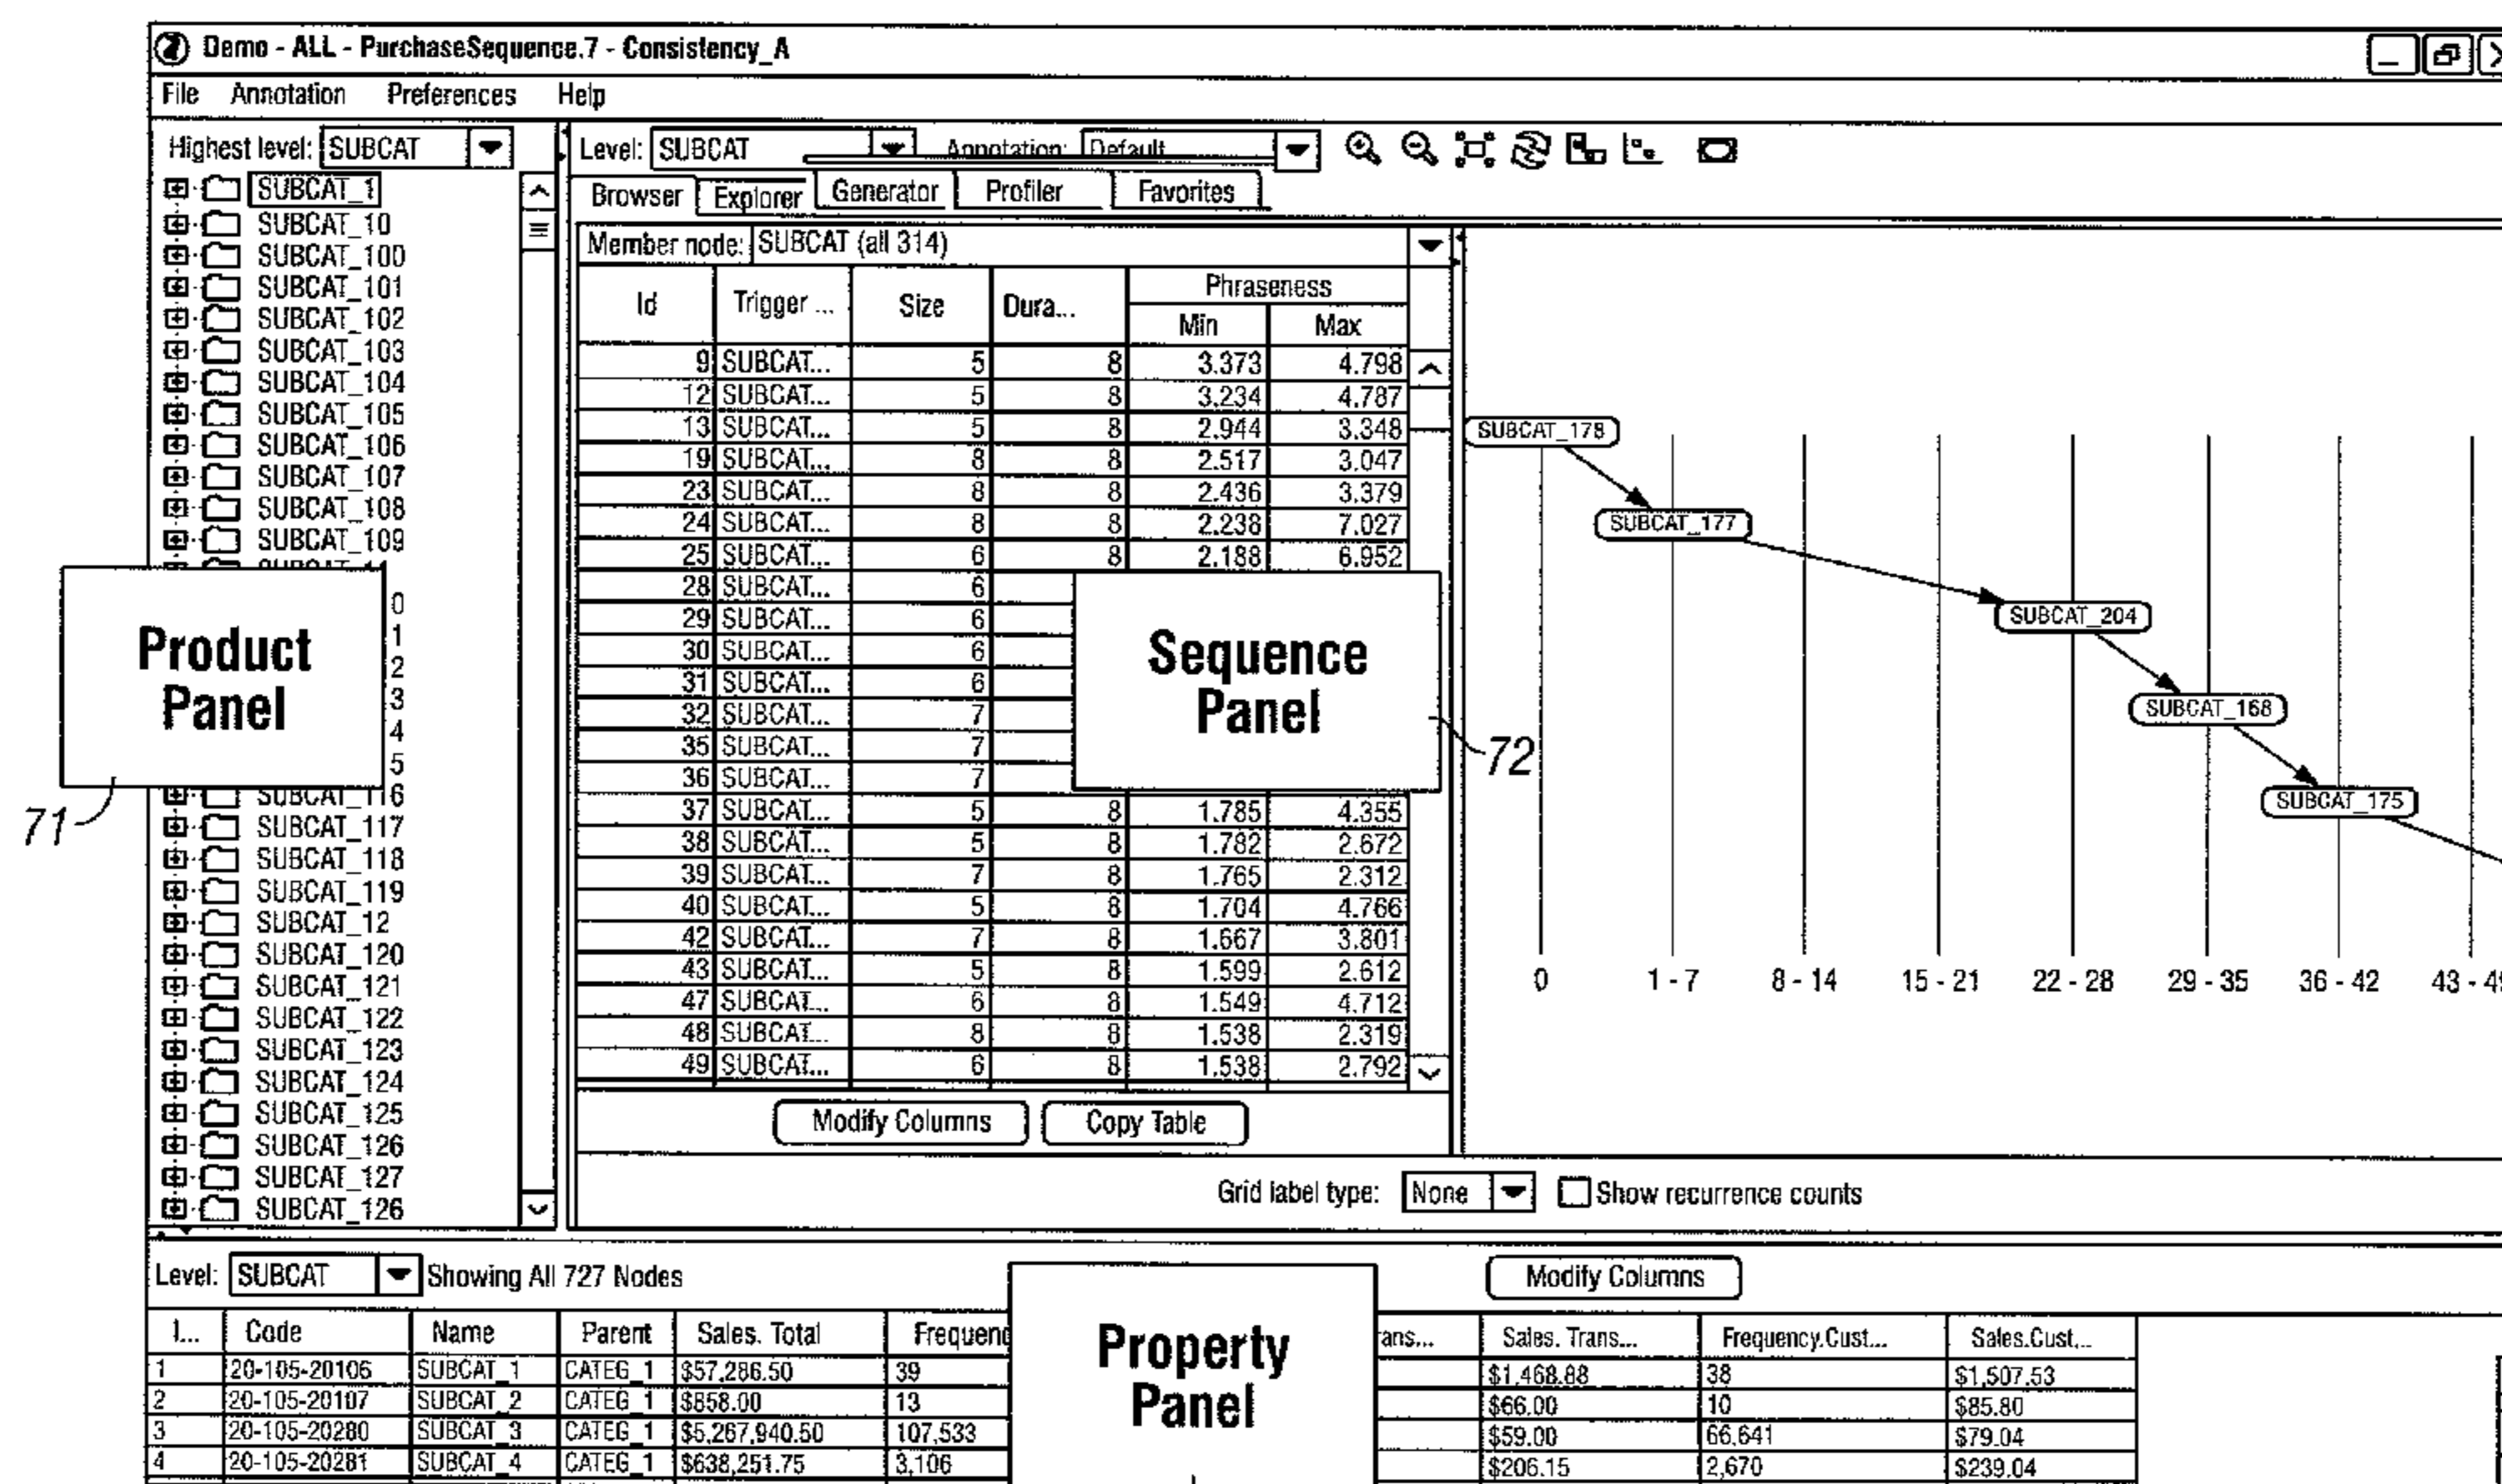 Demo - ALL - PurchaseSequence.7 - Consistency_A
File Annotation Preferences Help
Highest level: SUBCAT
Level: SUBCAT Annotation: Default
Browser Explorer Generator Profiler Favorites
SUBCAT_1
SUBCAT_10
SUBCAT_100
SUBCAT_101
SUBCAT_102
SUBCAT_103
SUBCAT_104
SUBCAT_105
SUBCAT_106
SUBCAT_107
SUBCAT_108
SUBCAT_109
0
1
2
3
4
5
SUBCAT_116
SUBCAT_117
SUBCAT_118
SUBCAT_119
SUBCAT_12
SUBCAT_120
SUBCAT_121
SUBCAT_122
SUBCAT_123
SUBCAT_124
SUBCAT_125
SUBCAT_126
SUBCAT_127
SUBCAT_126
Product
Panel
71
Member node: SUBCAT (all 314)
Id Trigger ... Size Dura... Phraseness
Min Max
9 SUBCAT... 5 8 3.373 4.798
12 SUBCAT... 5 8 3.234 4.787
13 SUBCAT... 5 8 2.944 3.348
19 SUBCAT... 8 8 2.517 3.047
23 SUBCAT... 8 8 2.436 3.379
24 SUBCAT... 8 8 2.238 7.027
25 SUBCAT... 6 8 2.188 6.952
28 SUBCAT... 6
29 SUBCAT... 6
30 SUBCAT... 6
31 SUBCAT... 6
32 SUBCAT... 7
35 SUBCAT... 7
36 SUBCAT... 7
37 SUBCAT... 5 8 1.785 4.355
38 SUBCAT... 5 8 1.782 2.672
39 SUBCAT... 7 8 1.765 2.312
40 SUBCAT... 5 8 1.704 4.766
42 SUBCAT... 7 8 1.667 3.801
43 SUBCAT... 5 8 1.599 2.612
47 SUBCAT... 6 8 1.549 4.712
48 SUBCAT... 8 8 1.538 2.319
49 SUBCAT... 6 8 1.538 2.792
Sequence
Panel
72
Modify Columns Copy Table
SUBCAT_178
SUBCAT_177
SUBCAT_204
SUBCAT_168
SUBCAT_175
0 1 - 7 8 - 14 15 - 21 22 - 28 29 - 35 36 - 42 43 - 49
Grid label type: None Show recurrence counts
Level: SUBCAT Showing All 727 Nodes Modify Columns
I... Code Name Parent Sales. Total Frequenc rans... Sales. Trans... Frequency.Cust... Sales.Cust...
1 20-105-20106 SUBCAT_1 CATEG_1 $57,286.50 39 $1,468.88 38 $1,507.53
2 20-105-20107 SUBCAT_2 CATEG_1 $858.00 13 $66.00 10 $85.80
3 20-105-20280 SUBCAT_3 CATEG_1 $5,267,940.50 107,533 $59.00 66,641 $79.04
4 20-105-20281 SUBCAT_4 CATEG_1 $638,251.75 3,106 $206.15 2,670 $239.04
Property
Panel